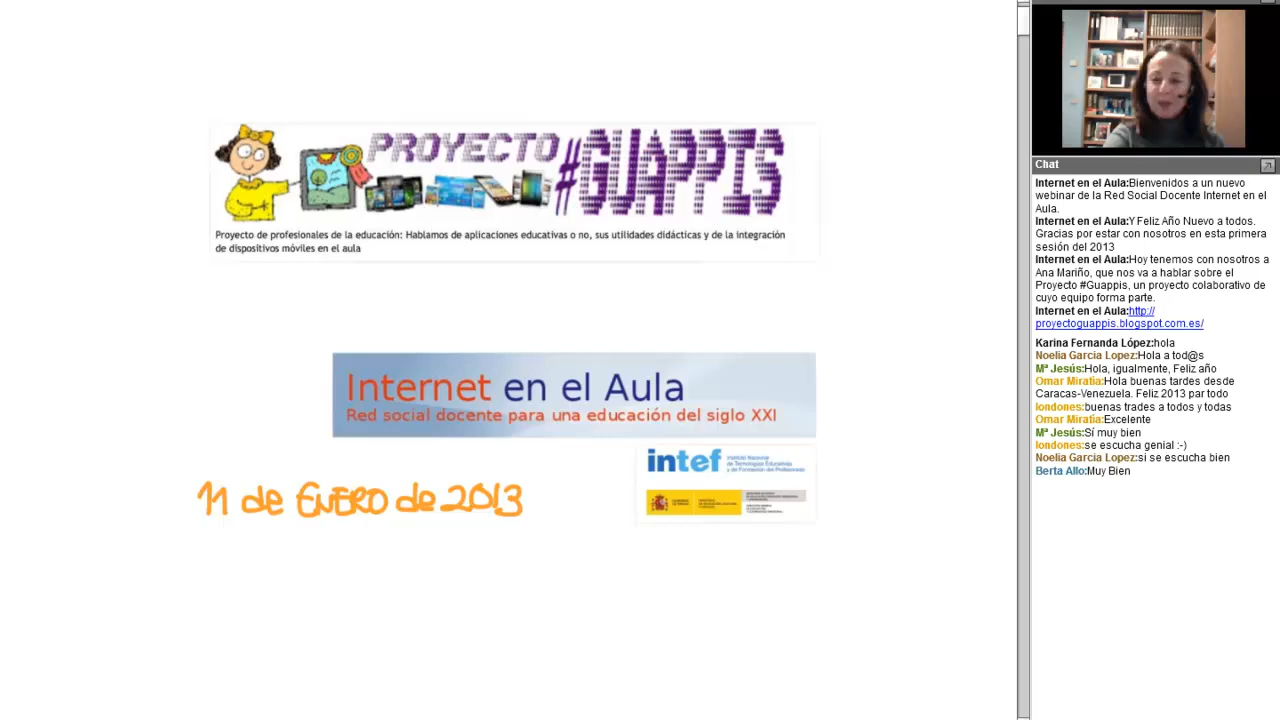 PROYECTO #GUAPPIS
Proyecto de profesionales de la educación: Hablamos de aplicaciones educativas o no, sus utilidades didácticas y de la integración
de dispositivos móviles en el aula
Internet en el Aula
Red social docente para una educación del siglo XXI
intef
11 de ENERO de 2013
Chat
Internet en el Aula:Bienvenidos a un nuevo
webinar de la Red Social Docente Internet en el
Aula.
Internet en el Aula:Y Feliz Año Nuevo a todos.
Gracias por estar con nosotros en esta primera
sesión del 2013
Internet en el Aula:Hoy tenemos con nosotros a
Ana Mariño, que nos va a hablar sobre el
Proyecto #Guappis, un proyecto colaborativo de
cuyo equipo forma parte.
Internet en el Aula:http://
proyectoguappis.blogspot.com.es/
Karina Fernanda López:hola
Noelia Garcia Lopez:Hola a tod@s
Mª Jesús:Hola, igualmente, Feliz año
Omar Miratia:Hola buenas tardes desde
Caracas-Venezuela. Feliz 2013 par todo
londones:buenas trades a todos y todas
Omar Miratia:Excelente
Mª Jesús:Sí muy bien
londones:se escucha genial :-)
Noelia Garcia Lopez:si se escucha bien
Berta Allo:Muy Bien